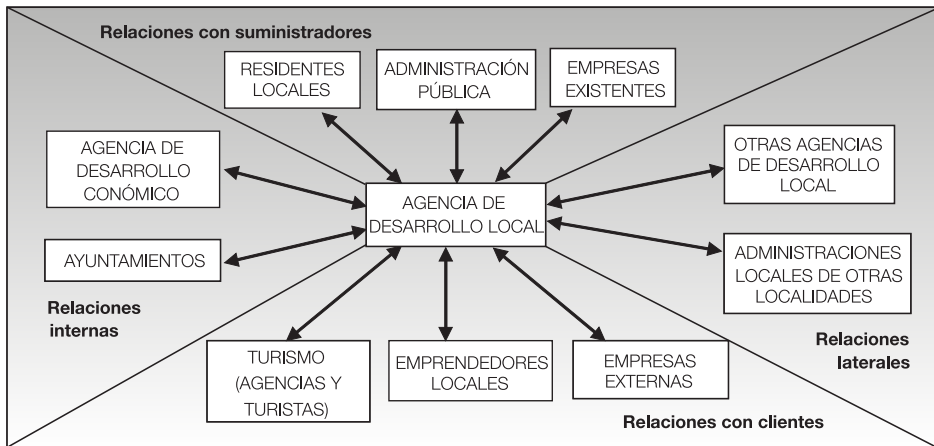 Relaciones con suministradores
RESIDENTES
LOCALES
ADMINISTRACIÓN
PÚBLICA
EMPRESAS
EXISTENTES
AGENCIA DE
DESARROLLO
CONÓMICO
OTRAS AGENCIAS
DE DESARROLLO
LOCAL
AGENCIA DE
DESARROLLO LOCAL
AYUNTAMIENTOS
ADMINISTRACIONES
LOCALES DE OTRAS
LOCALIDADES
Relaciones
internas
Relaciones
laterales
TURISMO
(AGENCIAS Y
TURISTAS)
EMPRENDEDORES
LOCALES
EMPRESAS
EXTERNAS
Relaciones con clientes